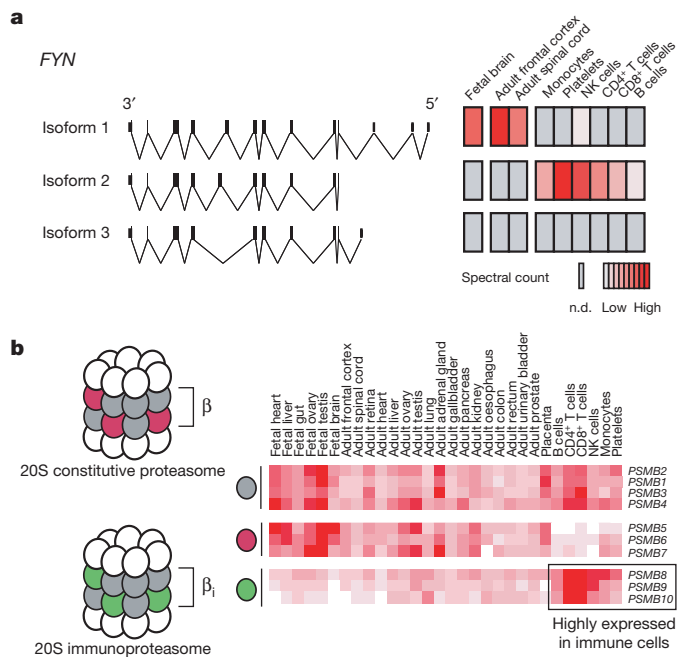 a
FYN
Fetal brain
Adult frontal cortex
Adult spinal cord
Monocytes
Platelets
NK cells
CD4+ T cells
CD8+ T cells
B cells
3′ 5′
Isoform 1
Isoform 2
Isoform 3
Spectral count
n.d. Low High
b
β
20S constitutive proteasome
βi
20S immunoproteasome
Fetal heart
Fetal liver
Fetal gut
Fetal ovary
Fetal testis
Fetal brain
Adult frontal cortex
Adult spinal cord
Adult retina
Adult heart
Adult liver
Adult ovary
Adult testis
Adult lung
Adult adrenal gland
Adult gallbladder
Adult pancreas
Adult kidney
Adult oesophagus
Adult colon
Adult rectum
Adult urinary bladder
Adult prostate
Placenta
B cells
CD4+ T cells
CD8+ T cells
NK cells
Monocytes
Platelets
PSMB2
PSMB1
PSMB3
PSMB4
PSMB5
PSMB6
PSMB7
PSMB8
PSMB9
PSMB10
Highly expressed
in immune cells